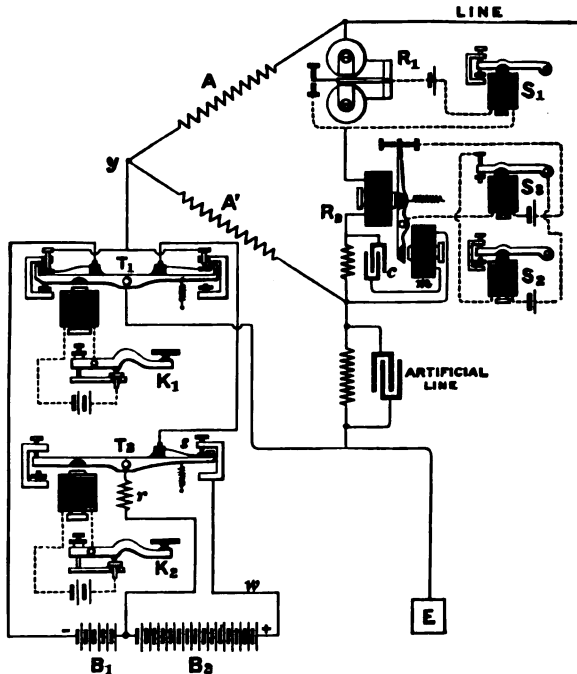 LINE
R1
S1
A
y
A'
R2
S3
T1
C
S2
K1
ARTIFICIAL
LINE
T2
s
r
K2
w
E
- +
B1 B2